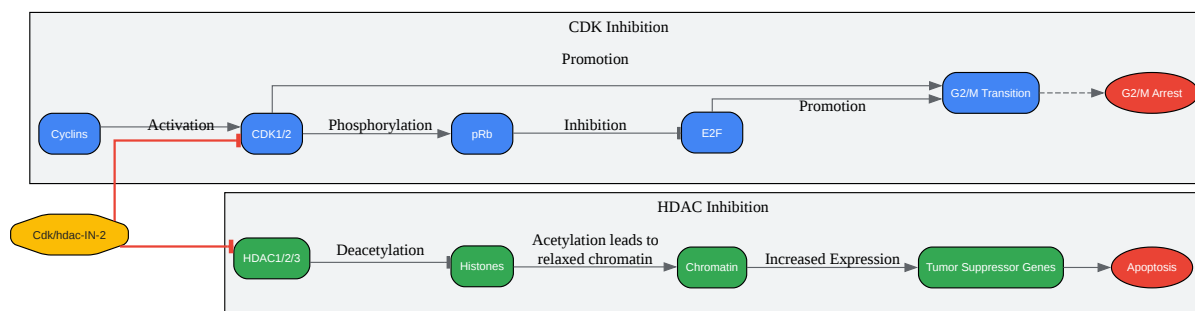 CDK Inhibition
Promotion
G2/M Transition
G2/M Arrest
Promotion
Cyclins
Activation
CDK1/2
Phosphorylation
pRb
Inhibition
E2F
HDAC Inhibition
Cdk/hdac-IN-2
HDAC1/2/3
Deacetylation
Histones
Acetylation leads to
relaxed chromatin
Chromatin
Increased Expression
Tumor Suppressor Genes
Apoptosis